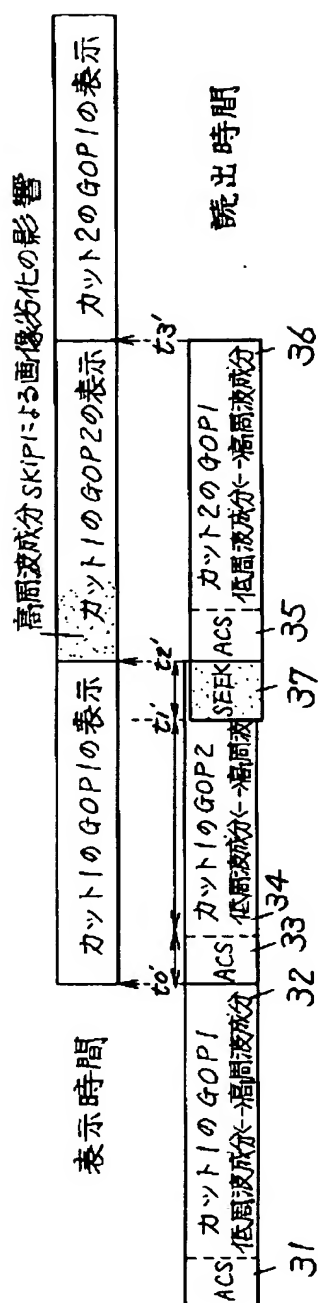 高周波成分SKIPによる画像劣化の影響
表示時間
カット1のGOP1の表示
カット1のGOP2の表示
カット2のGOP1の表示
t0'
t1'
t2'
t3'
読出時間
ACS
カット1のGOP1
低周波成分←→高周波成分
ACS
カット1のGOP2
低周波成分←→高周波
SEEK
ACS
カット2のGOP1
低周波成分←→高周波成分
31
32
33
34
37
35
36